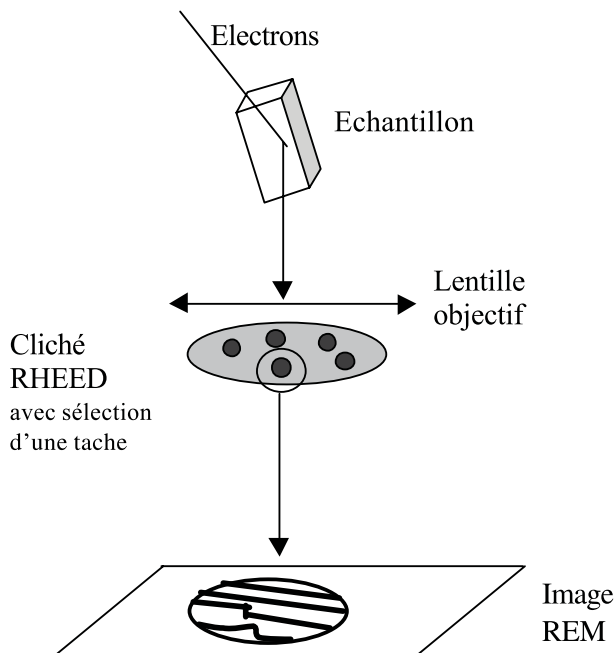 Electrons
Echantillon
Lentille
objectif
Cliché
RHEED
avec sélection
d'une tache
Image
REM